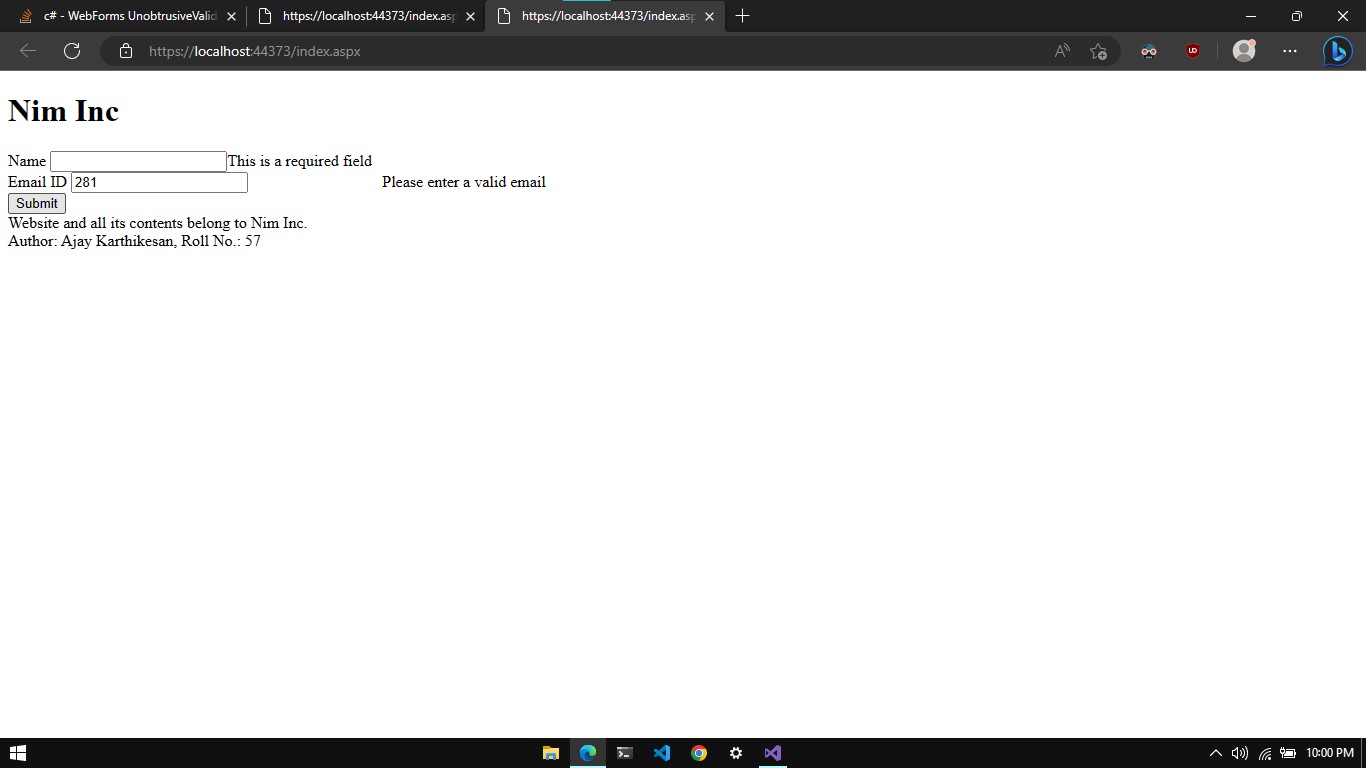 c# - WebForms UnobtrusiveValid
https://localhost:44373/index.asp
https://localhost:44373/index.asp
https://localhost:44373/index.aspx
Nim Inc
Name This is a required field
Email ID 281 Please enter a valid email
Submit
Website and all its contents belong to Nim Inc.
Author: Ajay Karthikesan, Roll No.: 57
10:00 PM